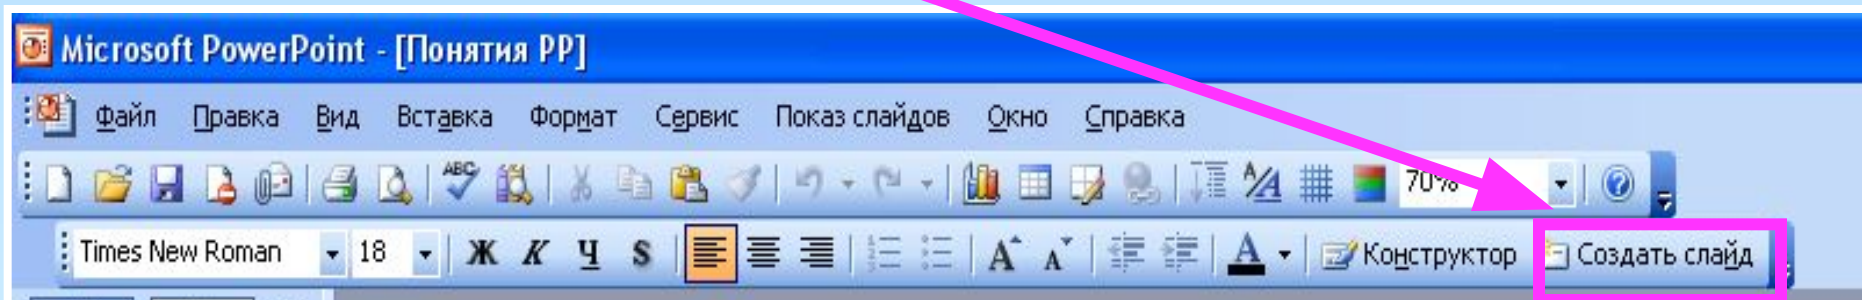 Microsoft PowerPoint - [Понятия PP]
Файл Правка Вид Вставка Формат Сервис Показ слайдов Окно Справка
ABC A/A 70%
Times New Roman 18 Ж К Ч S A A A Конструктор Создать слайд